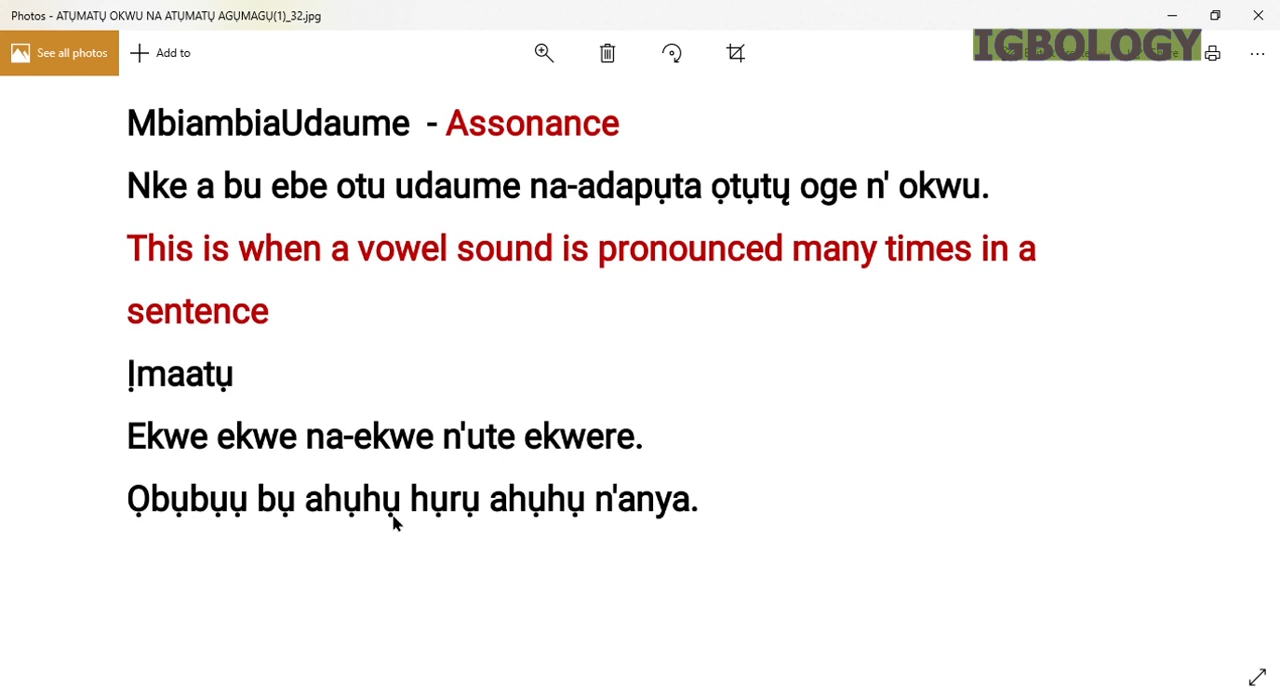 Photos - ATỤMATỤ OKWU NA ATỤMATỤ AGỤMAGỤ(1)_32.jpg
See all photos
Add to
IGBOLOGY
MbiambiaUdaume - Assonance
Nke a bu ebe otu udaume na-adapụta ọtụtụ oge n' okwu.
This is when a vowel sound is pronounced many times in a
sentence
Ịmaatụ
Ekwe ekwe na-ekwe n'ute ekwere.
Ọbụbụụ bụ ahụhụ hụrụ ahụhụ n'anya.